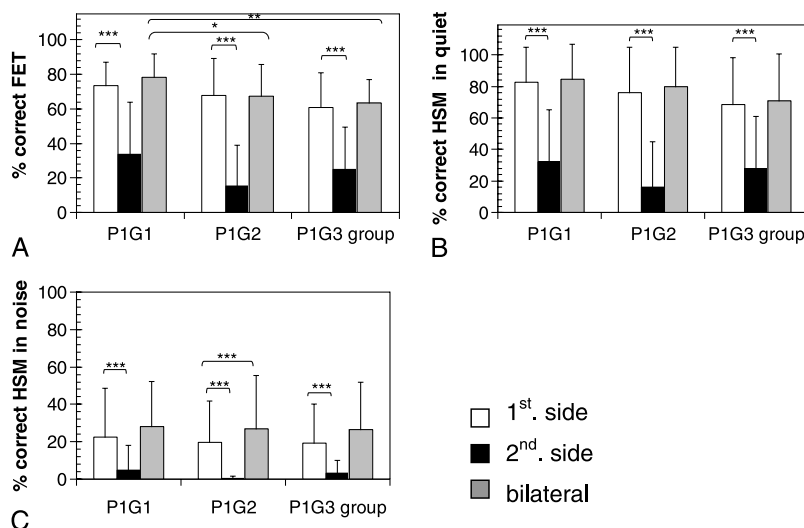 **
*
***
***
***
% correct FET
100
80
60
40
20
0
P1G1 P1G2 P1G3 group
A
***
***
***
% correct HSM in quiet
100
80
60
40
20
0
P1G1 P1G2 P1G3 group
B
***
***
***
***
% correct HSM in noise
100
80
60
40
20
0
P1G1 P1G2 P1G3 group
C
1st. side
2nd. side
bilateral